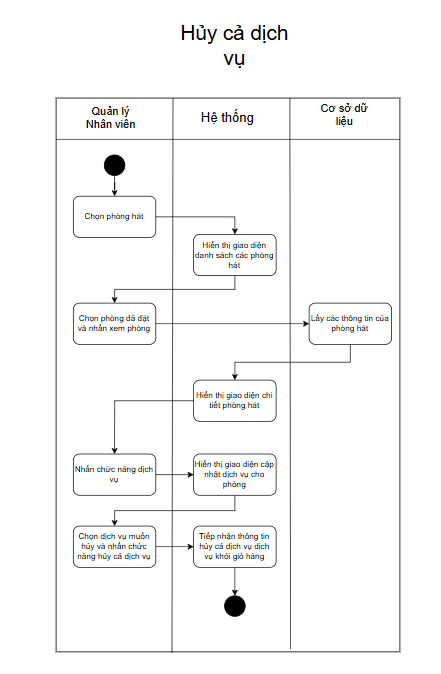 Hủy cả dịch
vụ
Quản lý
Nhân viên
Hệ thống
Cơ sở dữ
liệu
Chọn phòng hát
Hiển thị giao diện
danh sách các phòng
hát
Chọn phòng đã đặt
và nhấn xem phòng
Lấy các thông tin của
phòng hát
Hiển thị giao diện chi
tiết phòng hát
Nhấn chức năng dịch
vụ
Hiển thị giao diện cập
nhật dịch vụ cho
phòng
Chọn dịch vụ muốn
hủy và nhấn chức
năng hủy cả dịch vụ
Tiếp nhận thông tin
hủy cả dịch vụ dịch
vụ khỏi giỏ hàng